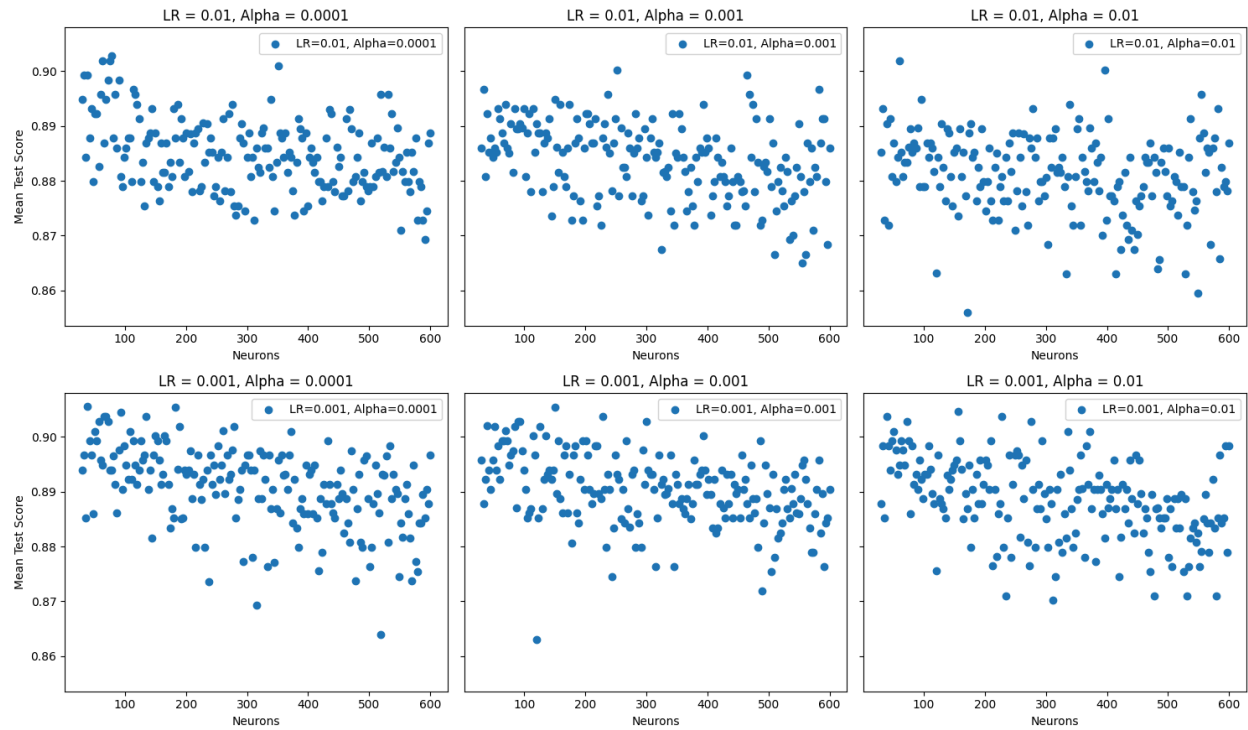 LR = 0.01, Alpha = 0.0001
LR=0.01, Alpha=0.0001
0.90
0.89
0.88
0.87
0.86
Mean Test Score
100 200 300 400 500 600
Neurons
LR = 0.01, Alpha = 0.001
LR=0.01, Alpha=0.001
100 200 300 400 500 600
Neurons
LR = 0.01, Alpha = 0.01
LR=0.01, Alpha=0.01
100 200 300 400 500 600
Neurons
LR = 0.001, Alpha = 0.0001
LR=0.001, Alpha=0.0001
0.90
0.89
0.88
0.87
0.86
Mean Test Score
100 200 300 400 500 600
Neurons
LR = 0.001, Alpha = 0.001
LR=0.001, Alpha=0.001
100 200 300 400 500 600
Neurons
LR = 0.001, Alpha = 0.01
LR=0.001, Alpha=0.01
100 200 300 400 500 600
Neurons